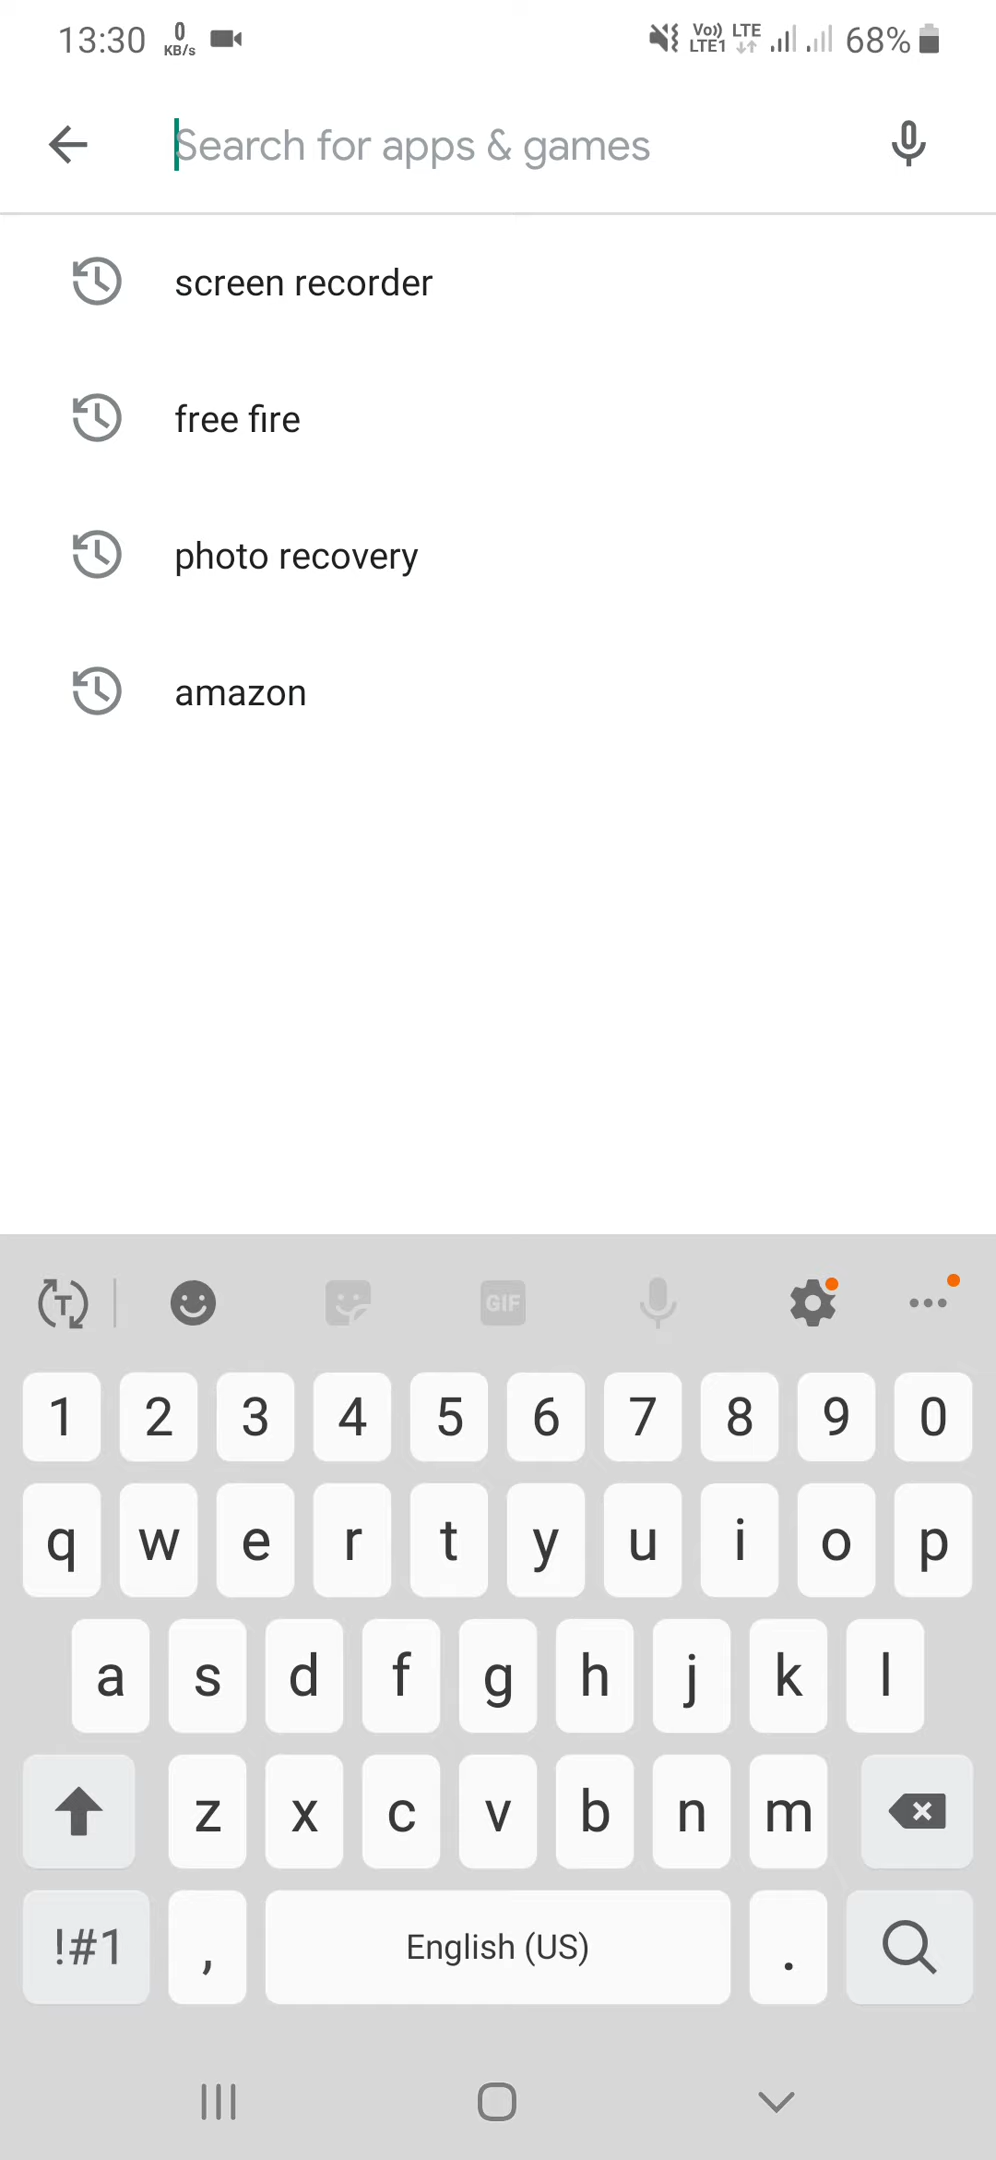 13:30 0 KB/s Vo)) LTE1 LTE 68%
Search for apps & games
screen recorder
free fire
photo recovery
amazon
T GIF
1 2 3 4 5 6 7 8 9 0
q w e r t y u i o p
a s d f g h j k l
z x c v b n m
!#1 , English (US) .